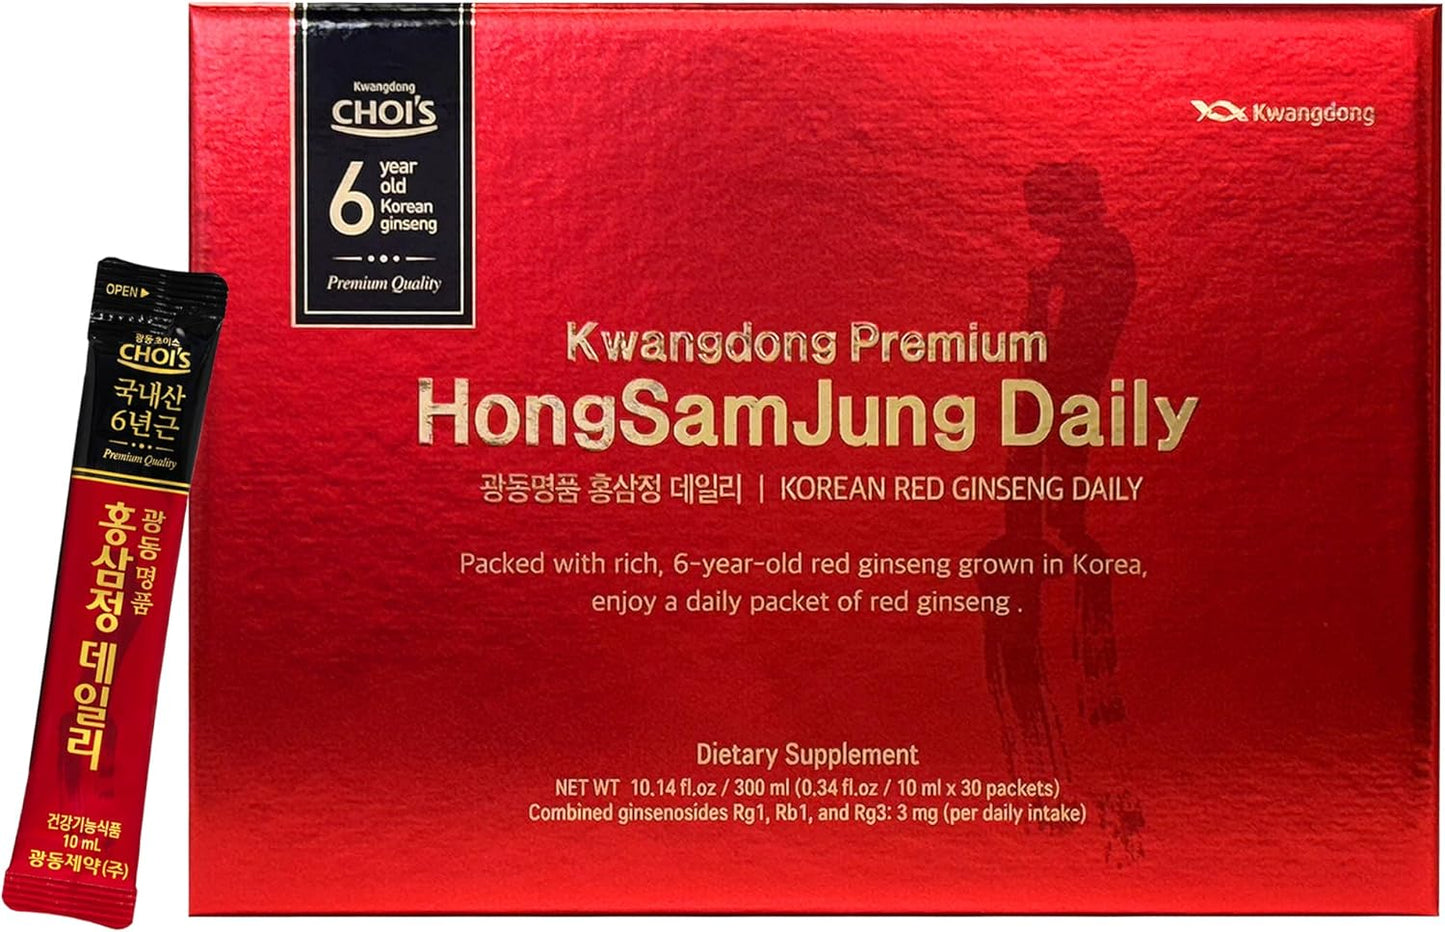 Kwangdong
CHOI'S
6 year
old
Korean
ginseng
Premium Quality
Kwangdong
Kwangdong Premium
HongSamJung Daily
광동명품 홍삼정 데일리 | KOREAN RED GINSENG DAILY
Packed with rich, 6-year-old red ginseng grown in Korea,
enjoy a daily packet of red ginseng .
Dietary Supplement
NET WT 10.14 fl.oz / 300 ml (0.34 fl.oz / 10 ml x 30 packets)
Combined ginsenosides Rg1, Rb1, and Rg3: 3 mg (per daily intake)
OPEN
광동초이스
CHOI'S
국내산
6년근
Premium Quality
광동 명품
홍삼정 데일리
건강기능식품
10 mL
광동제약(주)